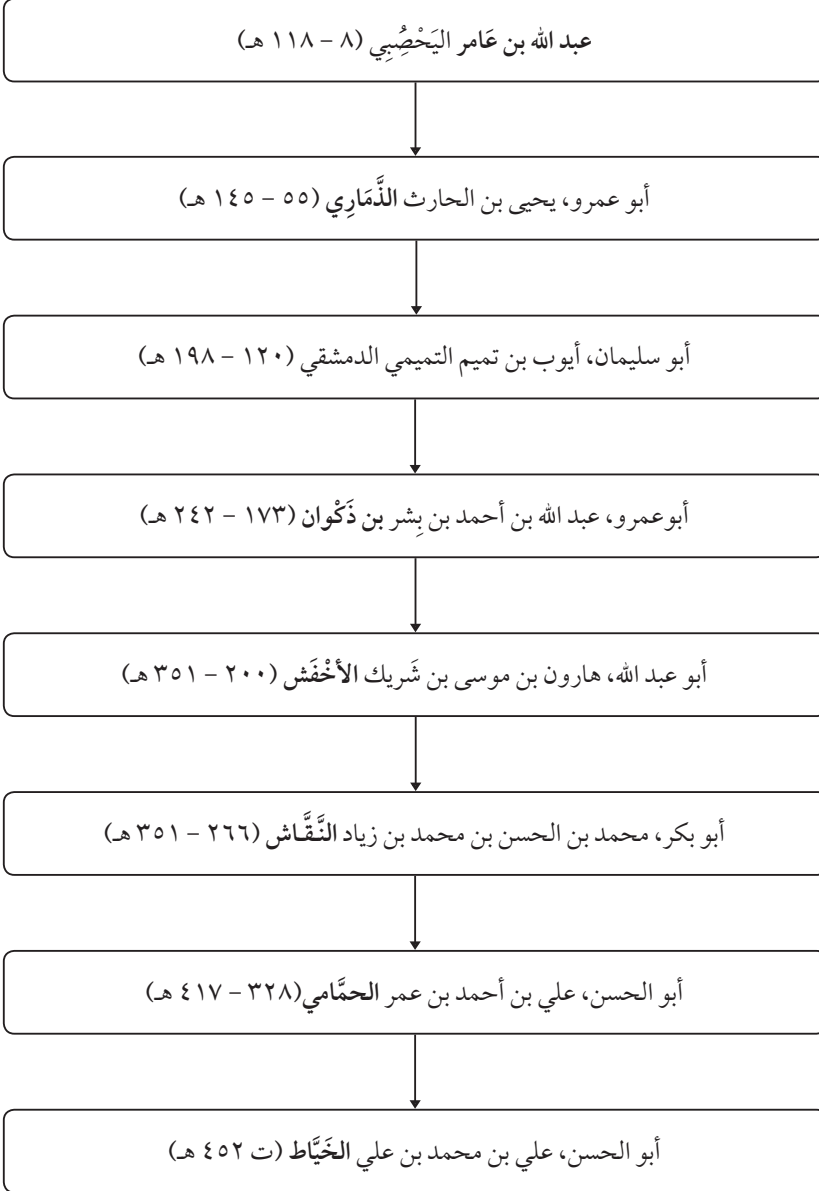 عبد الله بن عَامر اليَحْصُِبِي (٨ – ١١٨ هـ)
أبو عمرو، يحيى بن الحارث الذَّمَارِي (٥٥ – ١٤٥ هـ)
أبو سليمان، أيوب بن تميم التميمي الدمشقي (١٢٠ – ١٩٨ هـ)
أبوعمرو، عبد الله بن أحمد بن بِشر بن ذَكْوان (١٧٣ – ٢٤٢ هـ)
أبو عبد الله، هارون بن موسى بن شَريك الأخْفَش (٢٠٠ – ٣٥١ هـ)
أبو بكر، محمد بن الحسن بن محمد بن زياد النَّقَّاش (٢٦٦ – ٣٥١ هـ)
أبو الحسن، علي بن أحمد بن عمر الحمَّامي(٣٢٨ – ٤١٧ هـ)
أبو الحسن، علي بن محمد بن علي الخَيَّاط (ت ٤٥٢ هـ)